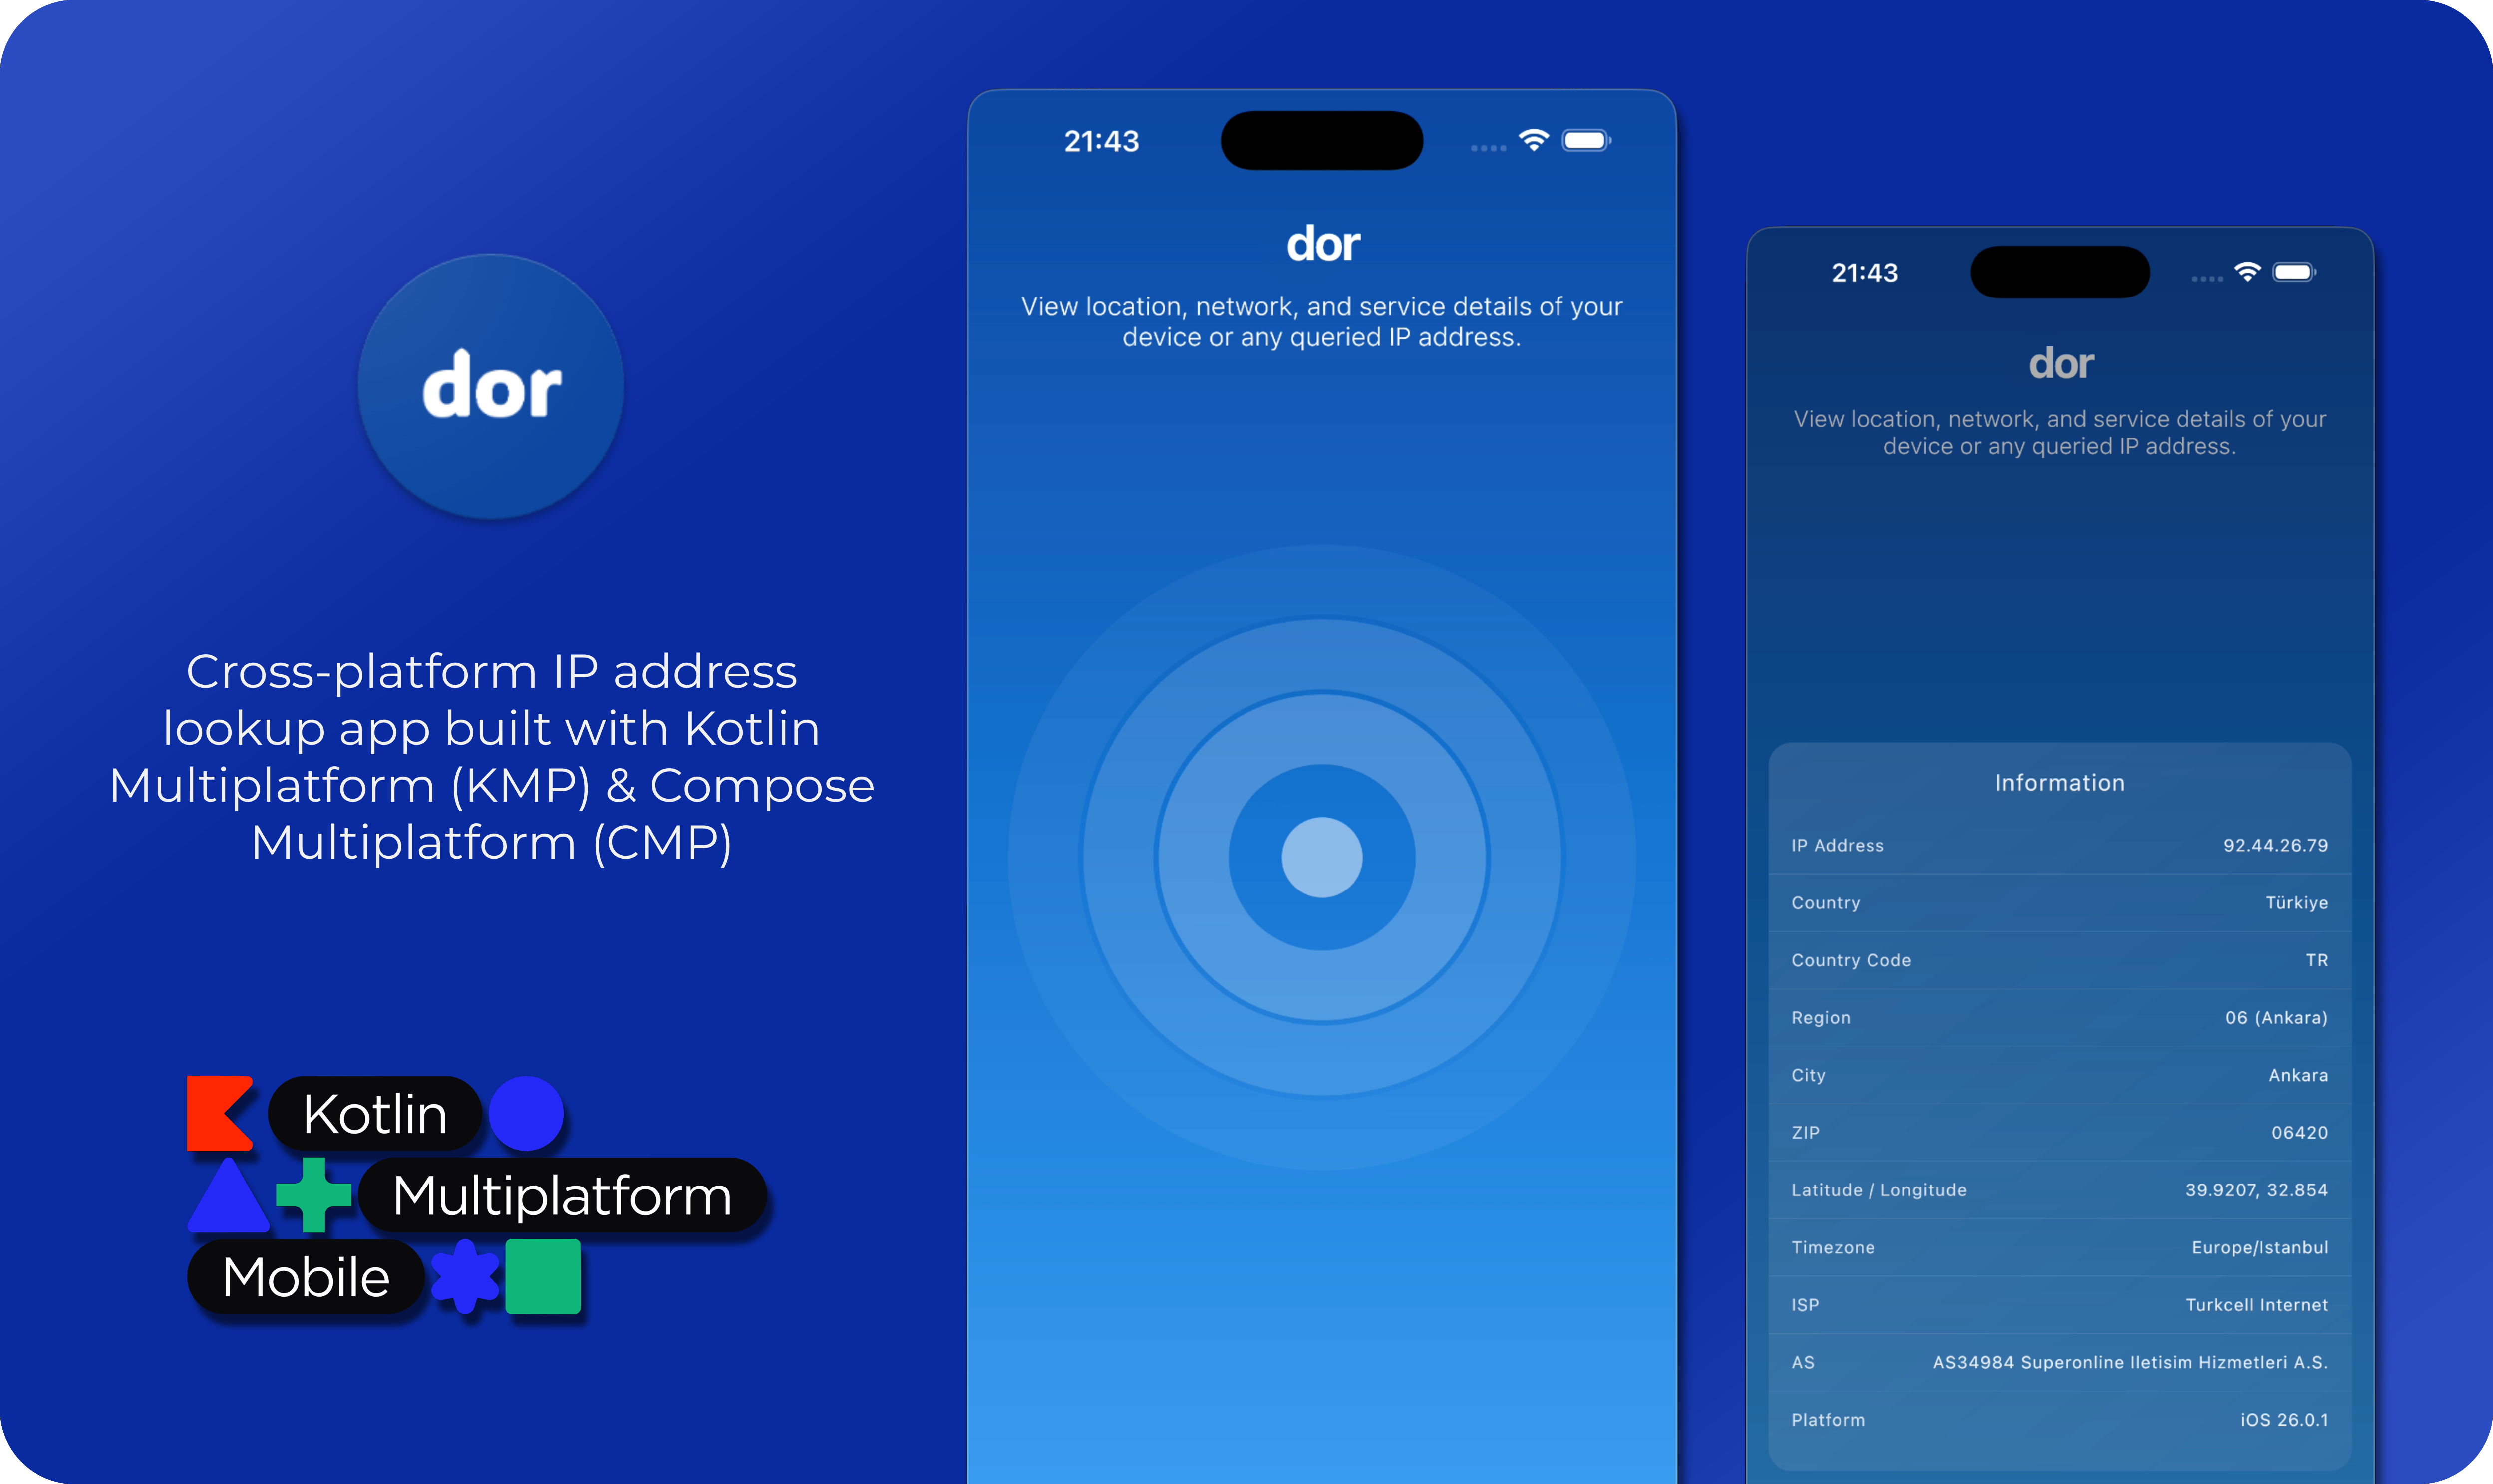 dor
Cross-platform IP address
lookup app built with Kotlin
Multiplatform (KMP) & Compose
Multiplatform (CMP)
Kotlin
Multiplatform
Mobile
21:43
dor
View location, network, and service details of your
device or any queried IP address.
21:43
dor
View location, network, and service details of your
device or any queried IP address.
Information
IP Address 92.44.26.79
Country Türkiye
Country Code TR
Region 06 (Ankara)
City Ankara
ZIP 06420
Latitude / Longitude 39.9207, 32.854
Timezone Europe/Istanbul
ISP Turkcell Internet
AS AS34984 Superonline Iletisim Hizmetleri A.S.
Platform iOS 26.0.1